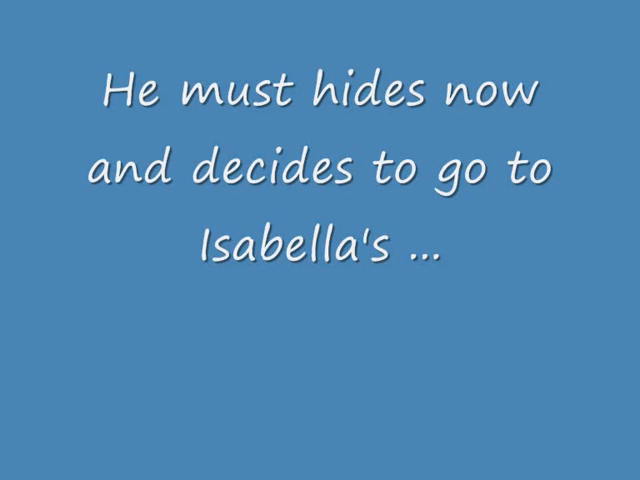 He must hides now
and decides to go to
Isabella's ...